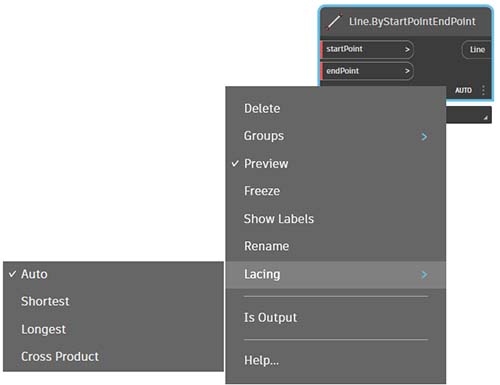 Line.ByStartPointEndPoint
startPoint > Line
endPoint >
AUTO
Delete
Groups >
✓ Preview
Freeze
Show Labels
Rename
Lacing >
Is Output
Help...
✓ Auto
Shortest
Longest
Cross Product